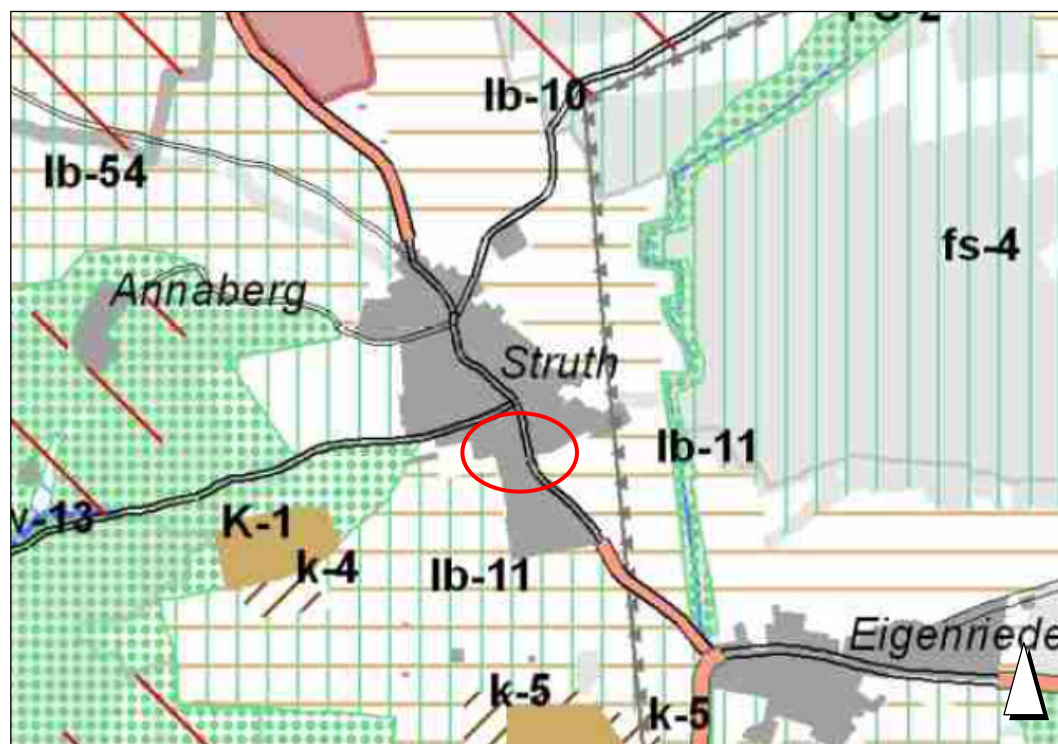 lb-10
lb-54
fs-4
Annaberg
Struth
lb-11
K-1
k-4
lb-11
Eigenriede
k-5
k-5